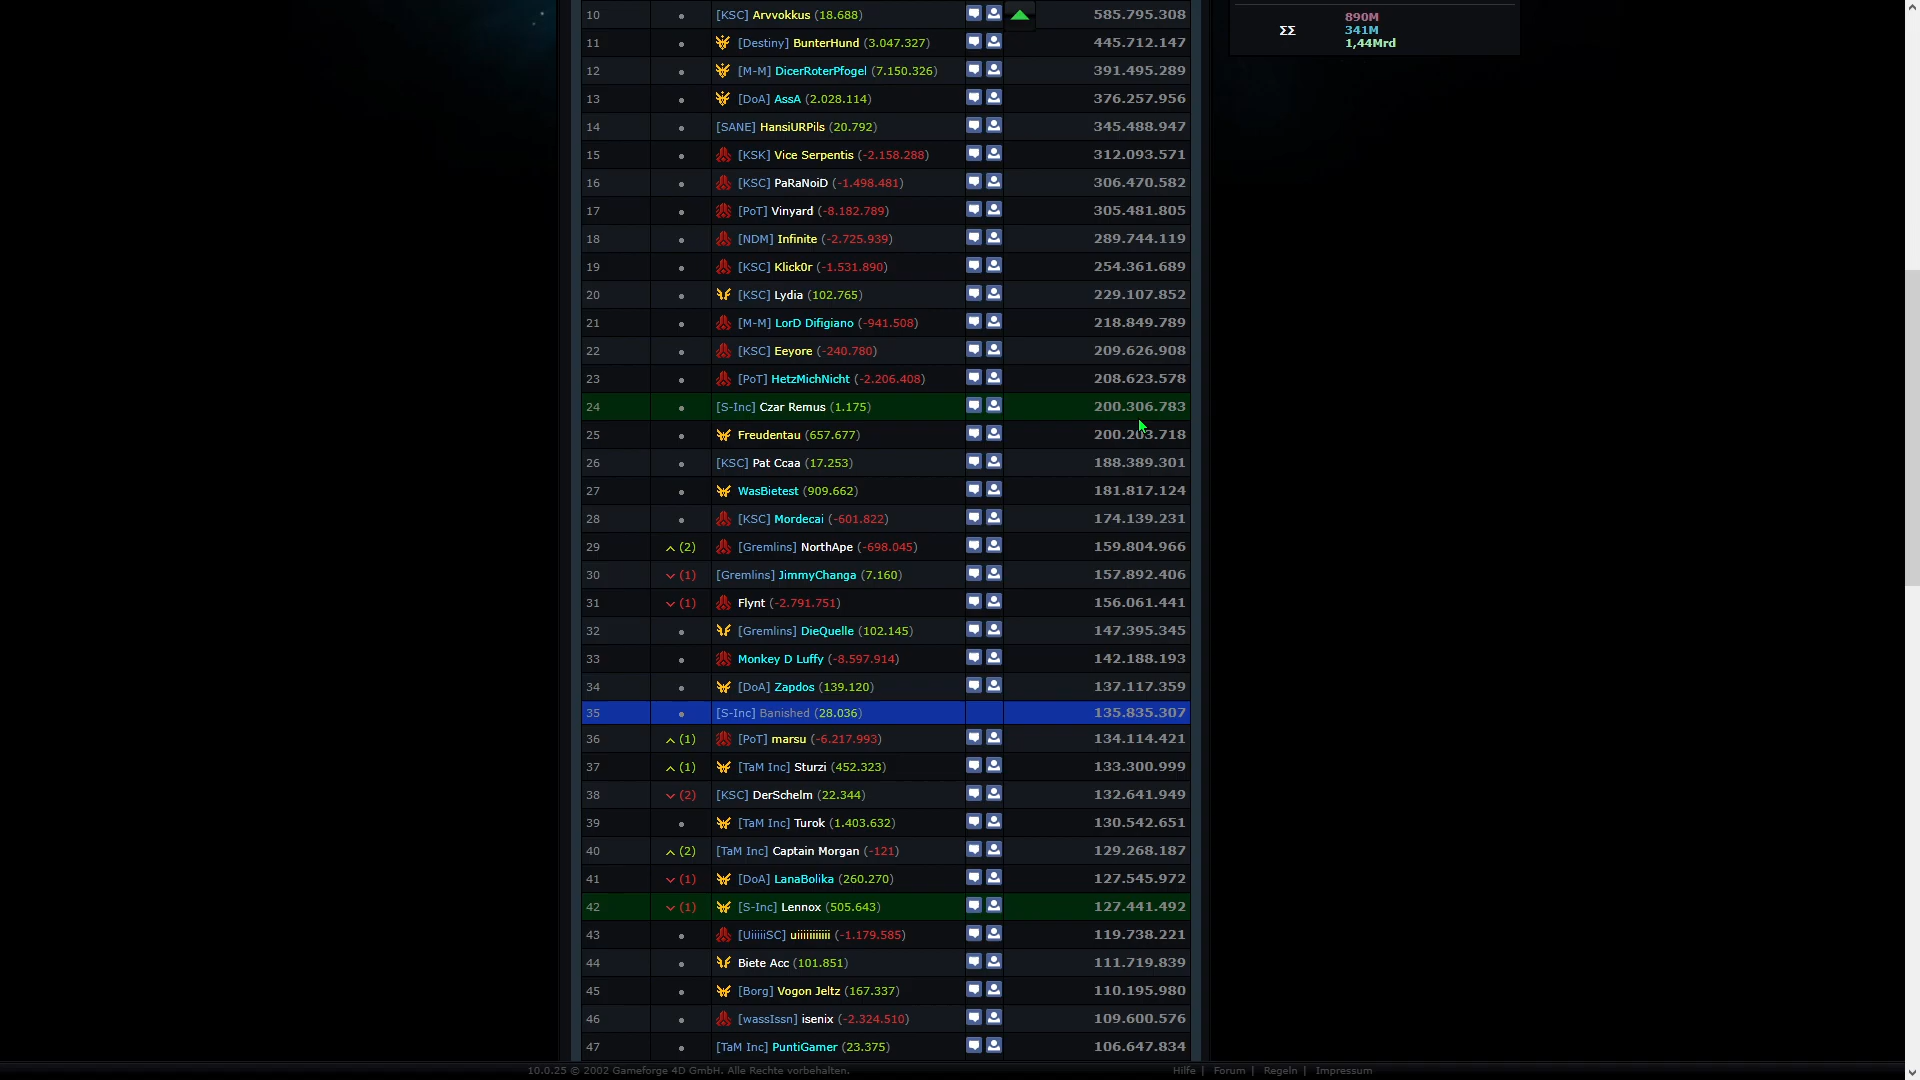 10 [KSC] Arvvokkus (18.688) 585.795.308
11 [Destiny] BunterHund (3.047.327) 445.712.147
12 [M-M] DicerRoterPfogel (7.150.326) 391.495.289
13 [DoA] AssA (2.028.114) 376.257.956
14 [SANE] HansiURPils (20.792) 345.488.947
15 [KSK] Vice Serpentis (-2.158.288) 312.093.571
16 [KSC] PaRaNoiD (-1.498.481) 306.470.582
17 [PoT] Vinyard (-8.182.789) 305.481.805
18 [NDM] Infinite (-2.725.939) 289.744.119
19 [KSC] Klick0r (-1.531.890) 254.361.689
20 [KSC] Lydia (102.765) 229.107.852
21 [M-M] LorD Difigiano (-941.508) 218.849.789
22 [KSC] Eeyore (-240.780) 209.626.908
23 [PoT] HetzMichNicht (-2.206.408) 208.623.578
24 [S-Inc] Czar Remus (1.175) 200.306.783
25 Freudentau (657.677) 200.203.718
26 [KSC] Pat Ccaa (17.253) 188.389.301
27 WasBietest (909.662) 181.817.124
28 [KSC] Mordecai (-601.822) 174.139.231
29 (2) [Gremlins] NorthApe (-698.045) 159.804.966
30 (1) [Gremlins] JimmyChanga (7.160) 157.892.406
31 (1) Flynt (-2.791.751) 156.061.441
32 [Gremlins] DieQuelle (102.145) 147.395.345
33 Monkey D Luffy (-8.597.914) 142.188.193
34 [DoA] Zapdos (139.120) 137.117.359
35 [S-Inc] Banished (28.036) 135.835.307
36 (1) [PoT] marsu (-6.217.993) 134.114.421
37 (1) [TaM Inc] Sturzi (452.323) 133.300.999
38 (2) [KSC] DerSchelm (22.344) 132.641.949
39 [TaM Inc] Turok (1.403.632) 130.542.651
40 (2) [TaM Inc] Captain Morgan (-121) 129.268.187
41 (1) [DoA] LanaBolika (260.270) 127.545.972
42 (1) [S-Inc] Lennox (505.643) 127.441.492
43 [UiiiiSC] uiiiiiiiiiii (-1.179.585) 119.738.221
44 Biete Acc (101.851) 111.719.839
45 [Borg] Vogon Jeltz (167.337) 110.195.980
46 [wassIssn] isenix (-2.324.510) 109.600.576
47 [TaM Inc] PuntiGamer (23.375) 106.647.834
ΣΣ
890M
341M
1,44Mrd
10.0.25 © 2002 Gameforge 4D GmbH. Alle Rechte vorbehalten.
Hilfe | Forum | Regeln | Impressum